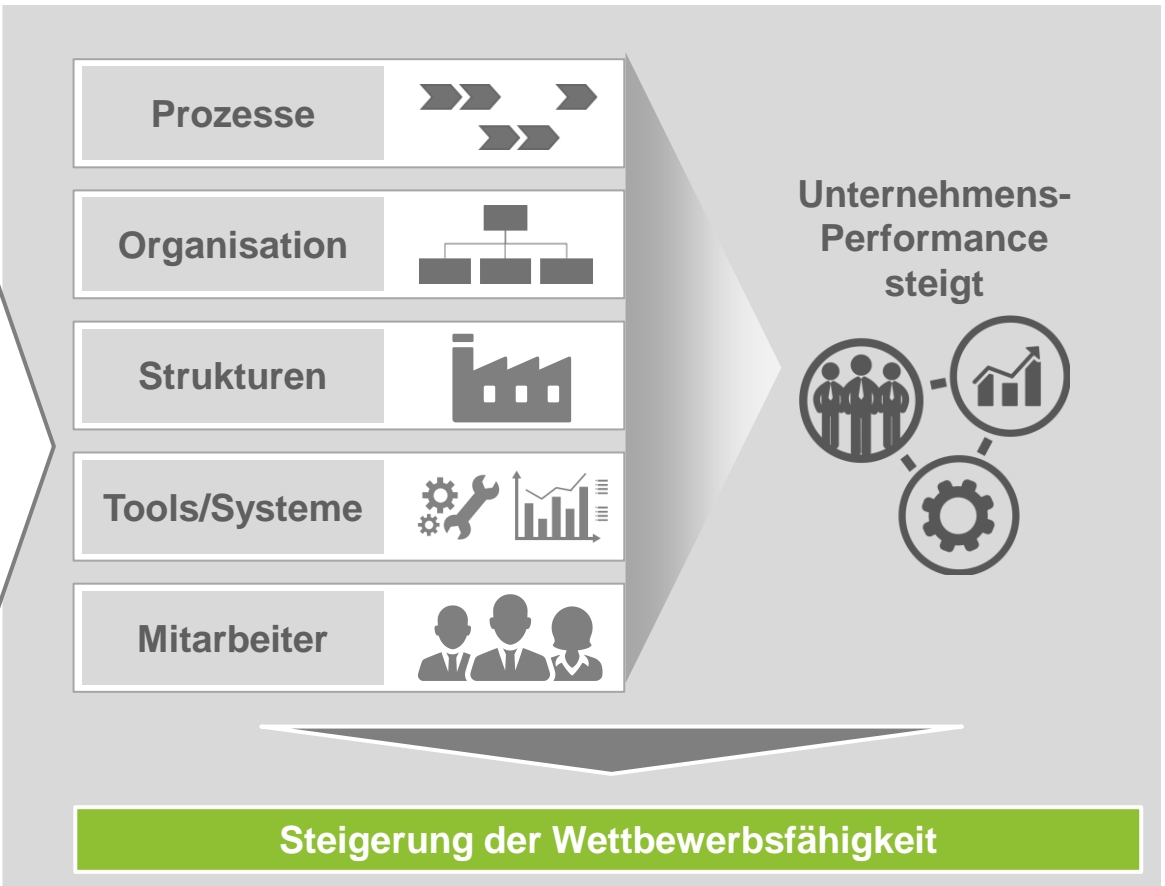 Prozesse
Organisation
Strukturen
Tools/Systeme
Mitarbeiter
Unternehmens-
Performance
steigt
Steigerung der Wettbewerbsfähigkeit